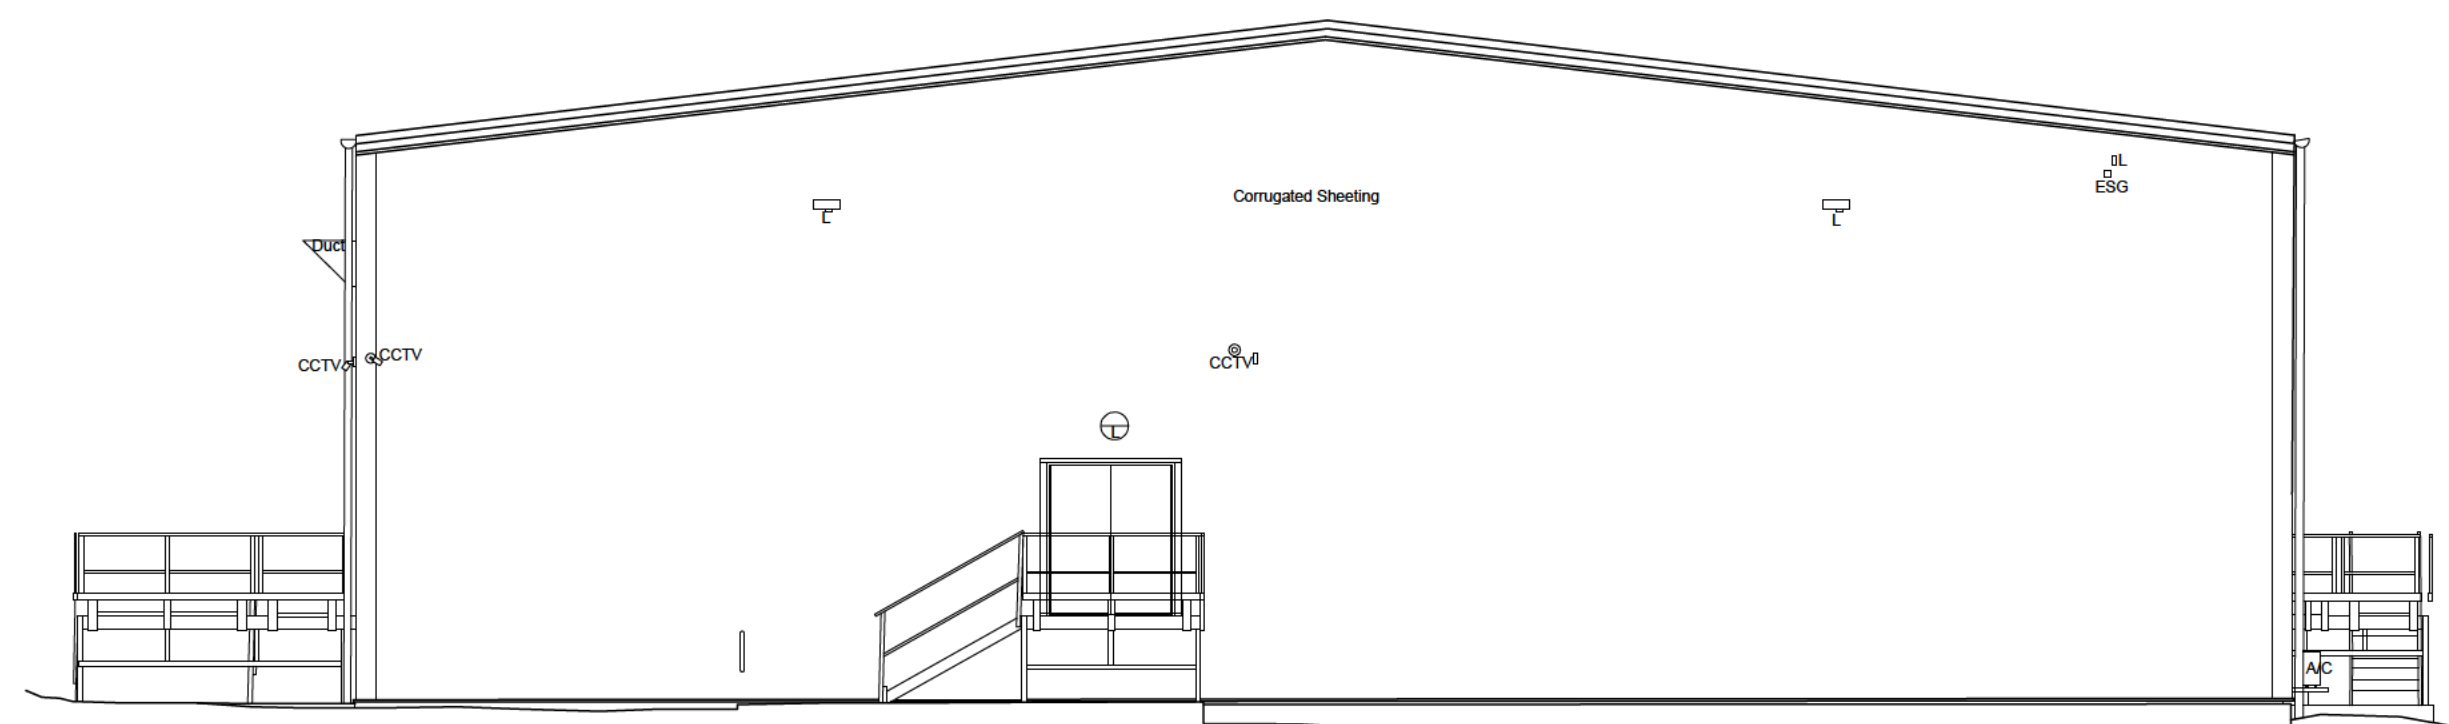 L
ESG
Corrugated Sheeting
L
L
Duct
CCTV
CCTV
CCTV
L
A/C